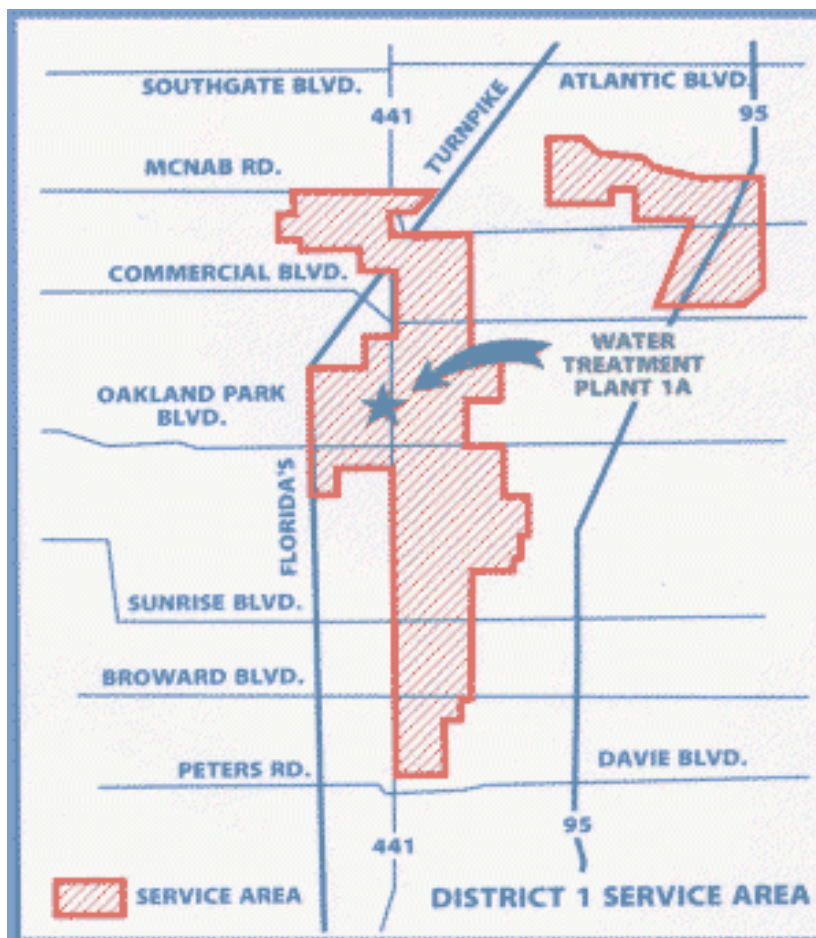 SOUTHGATE BLVD.
ATLANTIC BLVD.
441
TURNPIKE
95
MCNAB RD.
COMMERCIAL BLVD.
WATER
TREATMENT
PLANT 1A
OAKLAND PARK
BLVD.
FLORIDA'S
SUNRISE BLVD.
BROWARD BLVD.
PETERS RD.
DAVIE BLVD.
95
441
SERVICE AREA
DISTRICT 1 SERVICE AREA